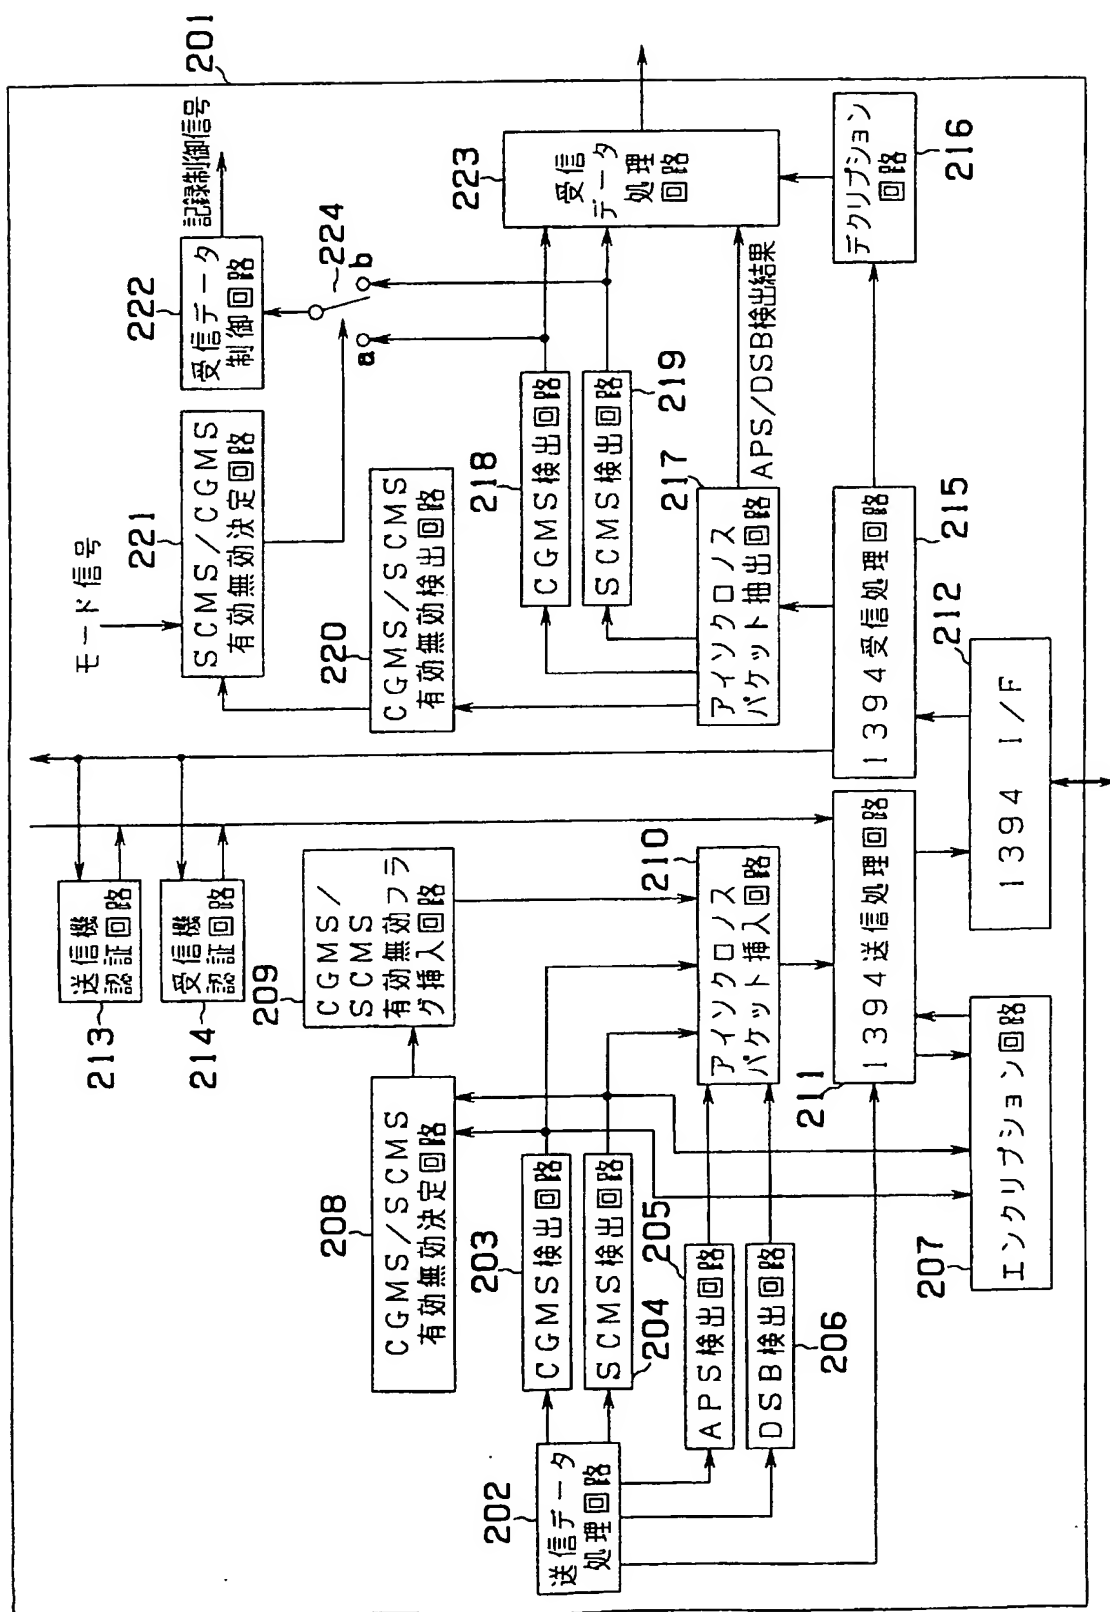 201
202
送信データ
処理回路
203
CGMS検出回路
204
SCMS検出回路
205
APS検出回路
206
DSB検出回路
207
エンクリプション回路
208
CGMS/SCMS
有効無効決定回路
209
CGMS/
SCMS
有効無効フラ
グ挿入回路
210
アイソクロノス
パケット挿入回路
211
1394送信処理回路
212
1394 I/F
213
送信機
認証回路
214
受信機
認証回路
215
1394受信処理回路
216
デクリプション
回路
217
アイソクロノス
パケット抽出回路
APS/DSB検出結果
218
CGMS検出回路
219
SCMS検出回路
220
CGMS/SCMS
有効無効検出回路
モード信号
221
SCMS/CGMS
有効無効決定回路
222
受信データ
制御回路
記録制御信号
223
受信
データ
処理
回路
224
a
b